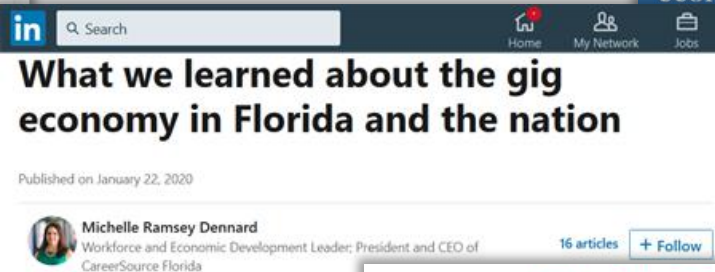 in
Search
Home
My Network
Jobs
What we learned about the gig
economy in Florida and the nation
Published on January 22, 2020
Michelle Ramsey Dennard
Workforce and Economic Development Leader; President and CEO of
CareerSource Florida
16 articles
+ Follow